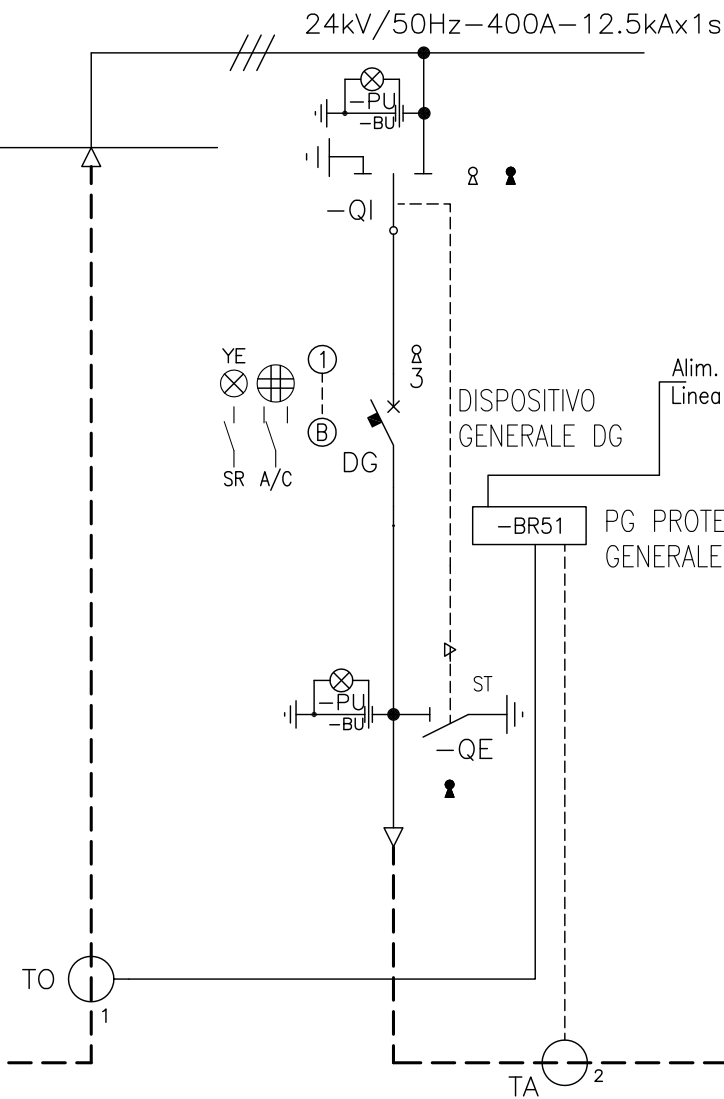 24kV/50Hz-400A-12.5kAx1s
-PU
-BU
-QI
YE
1
3
Alim.
Linea
DISPOSITIVO
GENERALE DG
B
DG
SR
A/C
-BR51
PG PROTE
GENERALE
-PU
-BU
ST
-QE
TO
1
TA
2